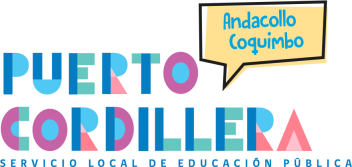 Andacollo
Coquimbo
PUERTO
CORDILLERA
SERVICIO LOCAL DE EDUCACIÓN PÚBLICA